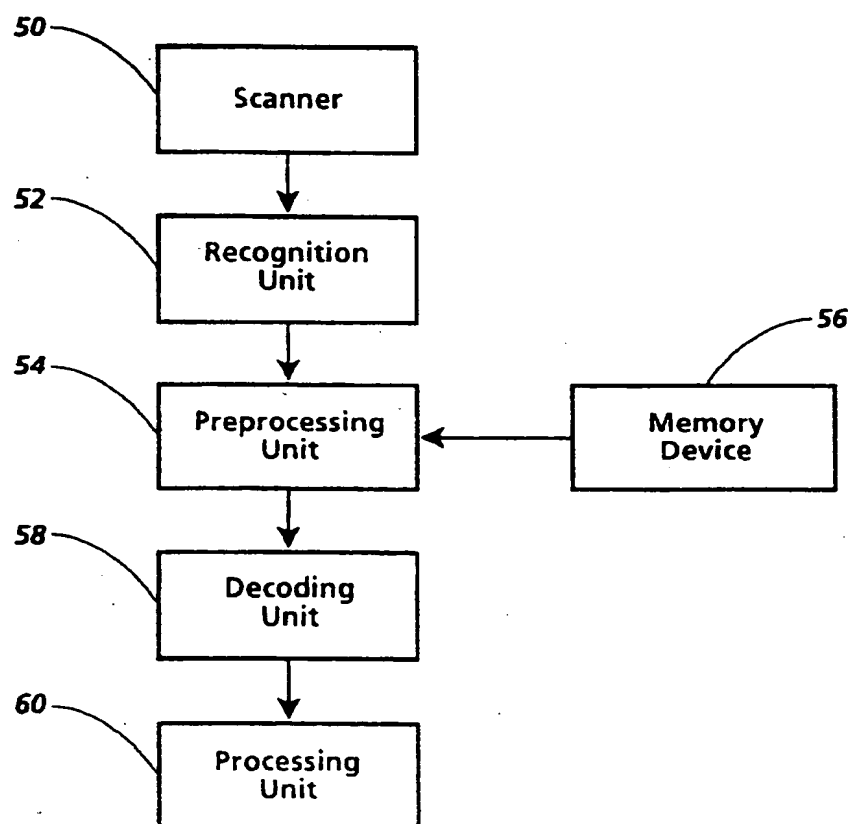 50
Scanner
52
Recognition
Unit
56
54
Preprocessing
Unit
Memory
Device
58
Decoding
Unit
60
Processing
Unit